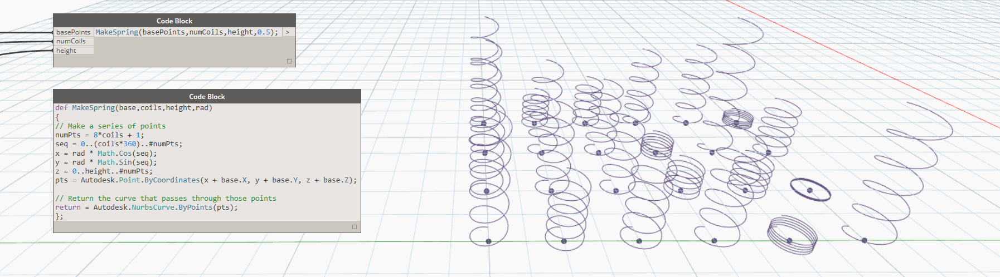 Code Block
basePoints MakeSpring(basePoints,numCoils,height,0.5); >
numCoils
height
Code Block
def MakeSpring(base,coils,height,rad)
{
// Make a series of points
numPts = 8*coils + 1;
seq = 0..(coils*360)..#numPts;
x = rad * Math.Cos(seq);
y = rad * Math.Sin(seq);
z = 0..height..#numPts;
pts = Autodesk.Point.ByCoordinates(x + base.X, y + base.Y, z + base.Z);
// Return the curve that passes through those points
return = Autodesk.NurbsCurve.ByPoints(pts);
};